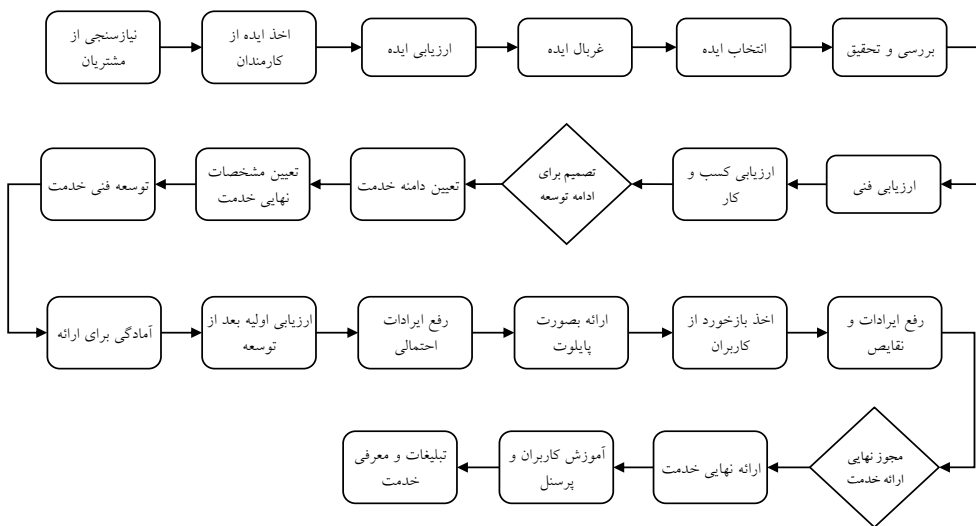 نیازسنجی از
مشتریان
اخذ ایده از
کارمندان
ارزیابی ایده
غربال ایده
انتخاب ایده
بررسی و تحقیق
ارزیابی فنی
ارزیابی کسب و
کار
تصمیم برای
ادامه توسعه
تعیین دامنه خدمت
تعیین مشخصات
نهایی خدمت
توسعه فنی خدمت
آمادگی برای ارائه
ارزیابی اولیه بعد از
توسعه
رفع ایرادات
احتمالی
ارائه بصورت
پایلوت
اخذ بازخورد از
کاربران
رفع ایرادات و
نقایص
مجوز نهایی
ارائه خدمت
ارائه نهایی خدمت
آموزش کاربران و
پرسنل
تبلیغات و معرفی
خدمت